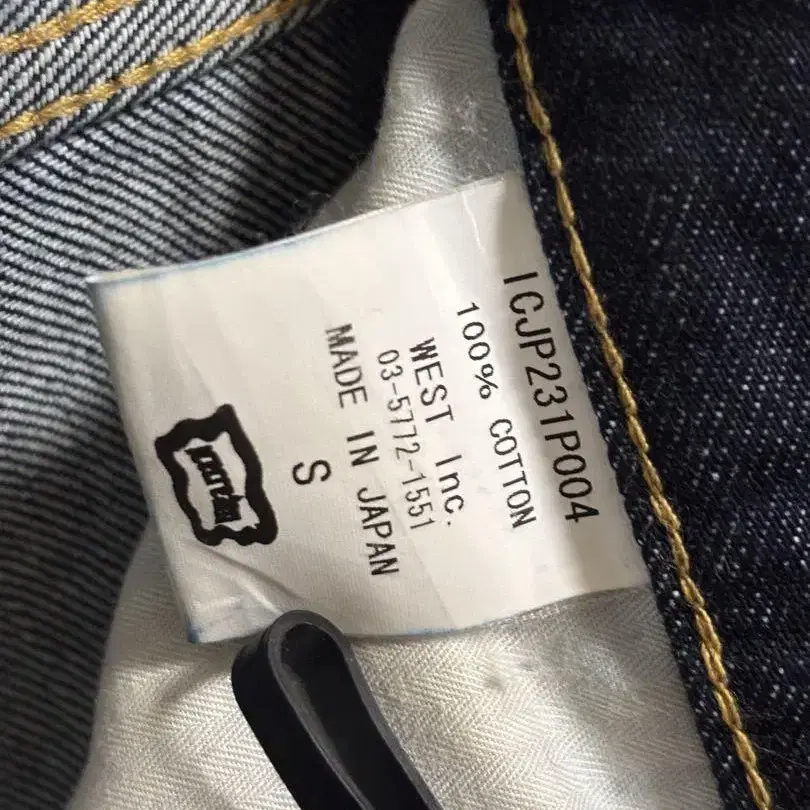 ICJP231P004
100% COTTON
WEST Inc.
03-5772-1551
MADE IN JAPAN
S